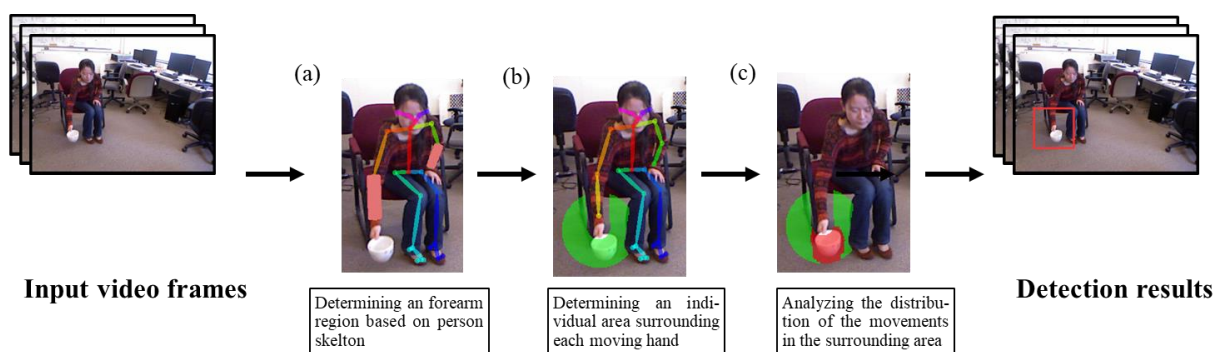 (a)
(b)
(c)
Input video frames
Detection results
Determining an forearm
region based on person
skelton
Determining an indi-
vidual area surrounding
each moving hand
Analyzing the distribu-
tion of the movements
in the surrounding area